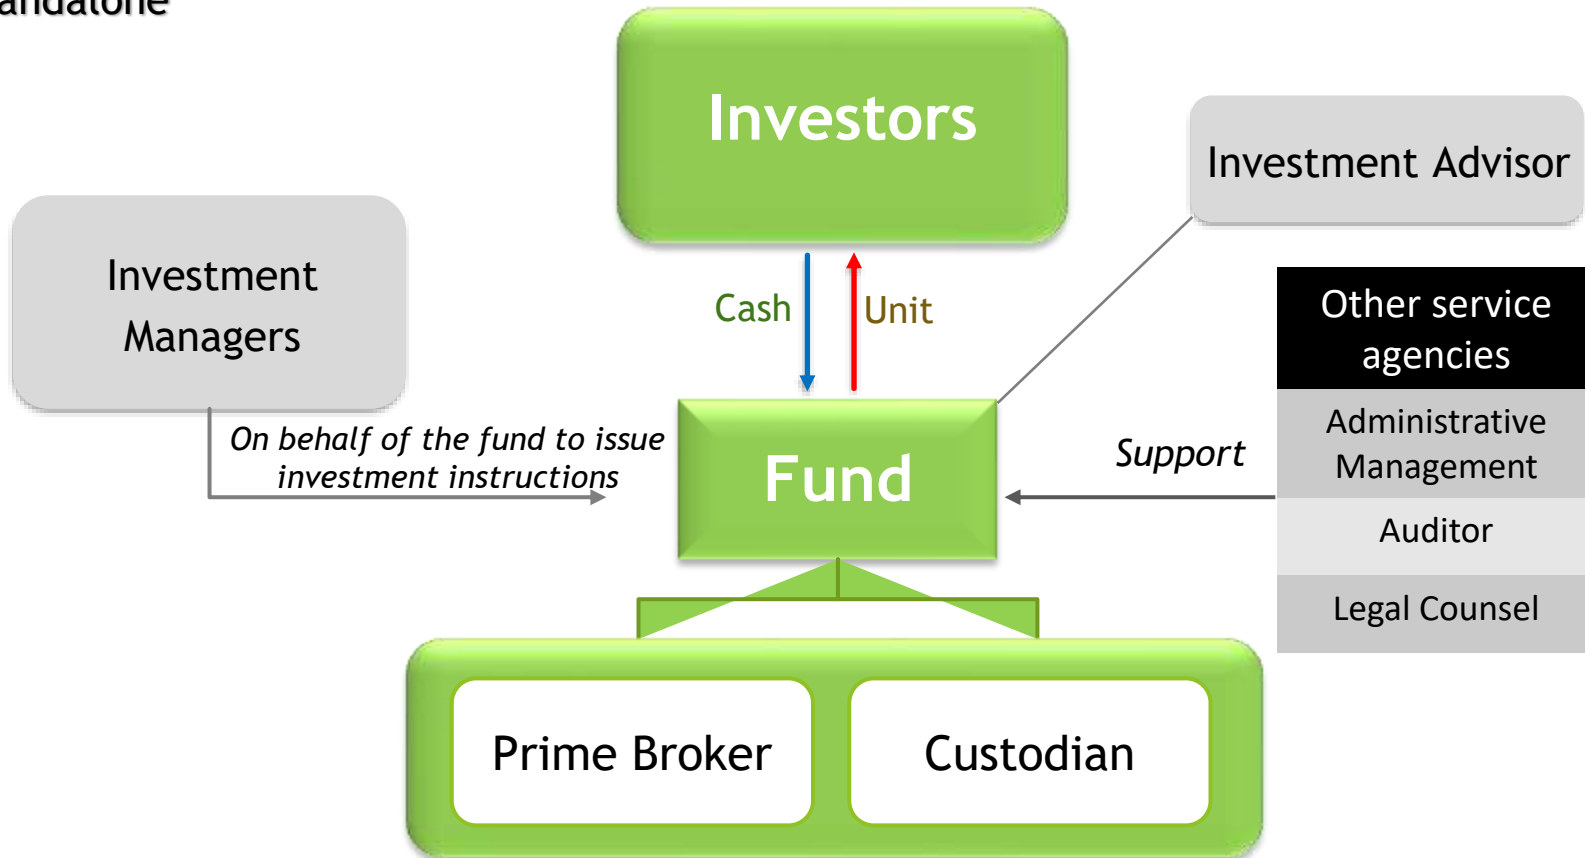 Investors
Investment Advisor
Investment
Managers
Cash
Unit
Other service
agencies
On behalf of the fund to issue
investment instructions
Fund
Support
Administrative
Management
Auditor
Legal Counsel
Prime Broker
Custodian